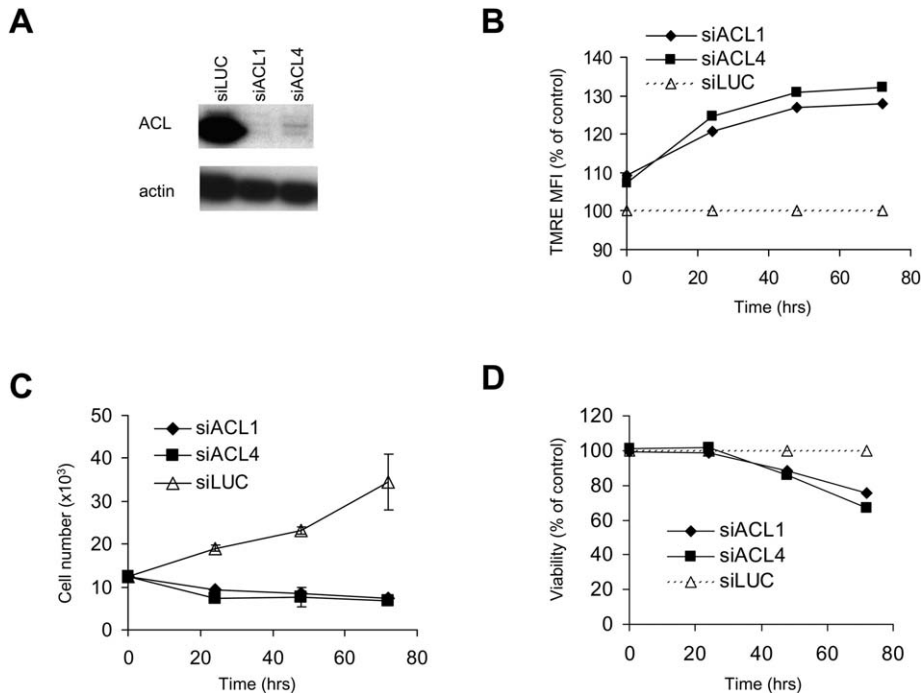 A
siLUC
siACL1
siACL4
ACL
actin
B
siACL1
siACL4
siLUC
TMRE MFI (% of control)
140
130
120
110
100
90
0 20 40 60 80
Time (hrs)
C
siACL1
siACL4
siLUC
Cell number (x10³)
50
40
30
20
10
0
0 20 40 60 80
Time (hrs)
D
Viability (% of control)
120
100
80
60
40
20
0
siACL1
siACL4
siLUC
0 20 40 60 80
Time (hrs)